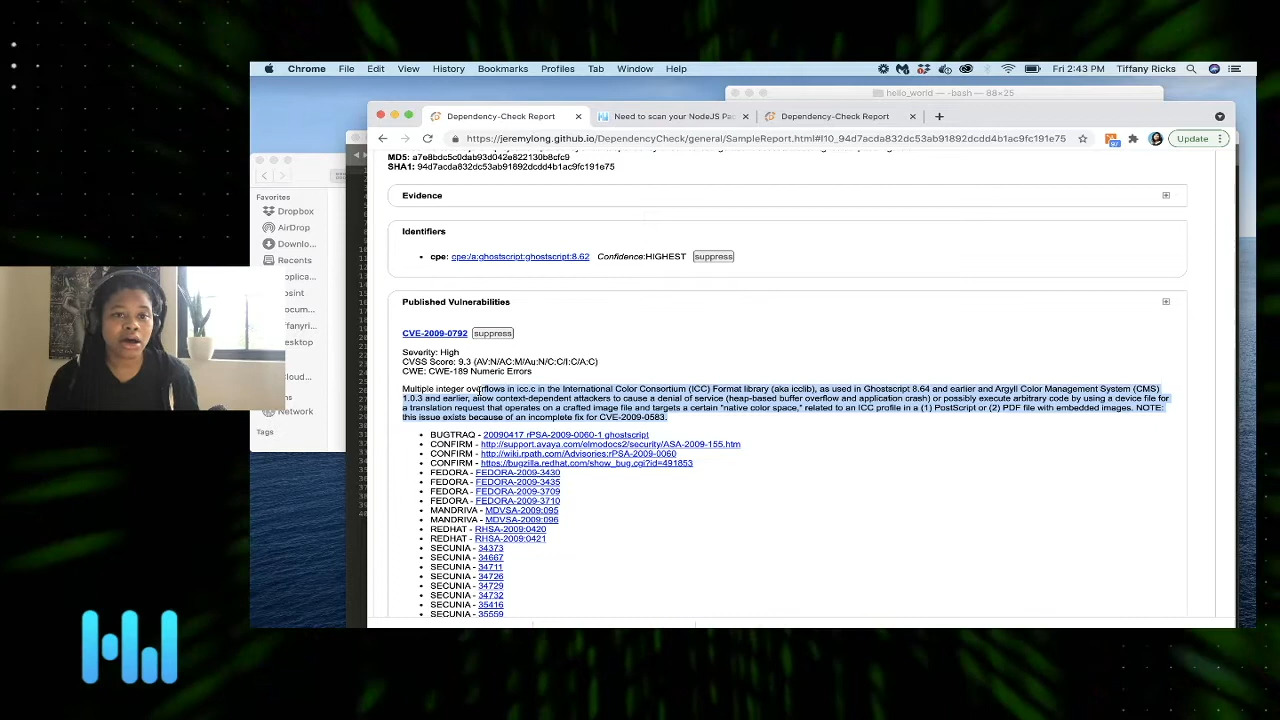 Chrome File Edit View History Bookmarks Profiles Tab Window Help Fri 2:43 PM Tiffany Ricks
hello_world — -bash — 88×25
Dependency-Check Report Need to scan your NodeJS Pac Dependency-Check Report
https://jeremylong.github.io/DependencyCheck/general/SampleReport.html#l10_94d7acda832dc53ab91892dcdd4b1ac9fc191e75 Update
MD5: a7e8bdc5c0dab93d042e822130b8cfc9
SHA1: 94d7acda832dc53ab91892dcdd4b1ac9fc191e75
Evidence
Favorites
Dropbox
AirDrop
Downlo...
Recents
pplica...
osint
ocum...
ffanyri...
esktop
Cloud...
Network
Tags
Identifiers
cpe: cpe:/a:ghostscript:ghostscript:8.62 Confidence:HIGHEST suppress
Published Vulnerabilities
CVE-2009-0792 suppress
Severity: High
CVSS Score: 9.3 (AV:N/AC:M/Au:N/C:C/I:C/A:C)
CWE: CWE-189 Numeric Errors
Multiple integer overflows in icc.c in the International Color Consortium (ICC) Format library (aka icclib), as used in Ghostscript 8.64 and earlier and Argyll Color Management System (CMS)
1.0.3 and earlier, allow context-dependent attackers to cause a denial of service (heap-based buffer overflow and application crash) or possibly execute arbitrary code by using a device file for
a translation request that operates on a crafted image file and targets a certain "native color space," related to an ICC profile in a (1) PostScript or (2) PDF file with embedded images. NOTE:
this issue exists because of an incomplete fix for CVE-2009-0583.
BUGTRAQ - 20090417 rPSA-2009-0060-1 ghostscript
CONFIRM - http://support.avaya.com/elmodocs2/security/ASA-2009-155.htm
CONFIRM - http://wiki.rpath.com/Advisories:rPSA-2009-0060
CONFIRM - https://bugzilla.redhat.com/show_bug.cgi?id=491853
FEDORA - FEDORA-2009-3430
FEDORA - FEDORA-2009-3435
FEDORA - FEDORA-2009-3709
FEDORA - FEDORA-2009-3710
MANDRIVA - MDVSA-2009:095
MANDRIVA - MDVSA-2009:096
REDHAT - RHSA-2009:0420
REDHAT - RHSA-2009:0421
SECUNIA - 34373
SECUNIA - 34667
SECUNIA - 34711
SECUNIA - 34726
SECUNIA - 34729
SECUNIA - 34732
SECUNIA - 35416
SECUNIA - 35559